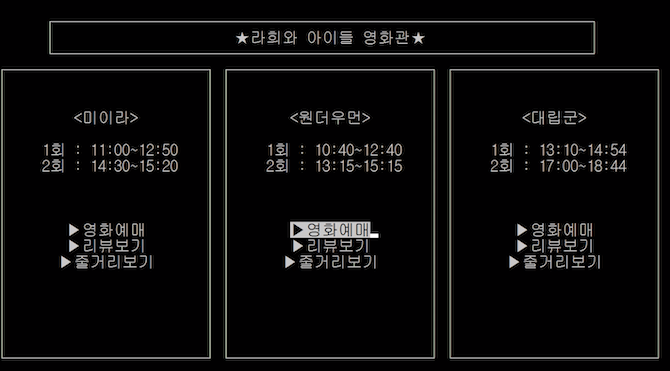 ★라희와 아이들 영화관★
<미이라>
1회 : 11:00~12:50
2회 : 14:30~15:20
▶영화예매
▶리뷰보기
▶줄거리보기
<원더우먼>
1회 : 10:40~12:40
2회 : 13:15~15:15
▶영화예매
▶리뷰보기
▶줄거리보기
<대립군>
1회 : 13:10~14:54
2회 : 17:00~18:44
▶영화예매
▶리뷰보기
▶줄거리보기